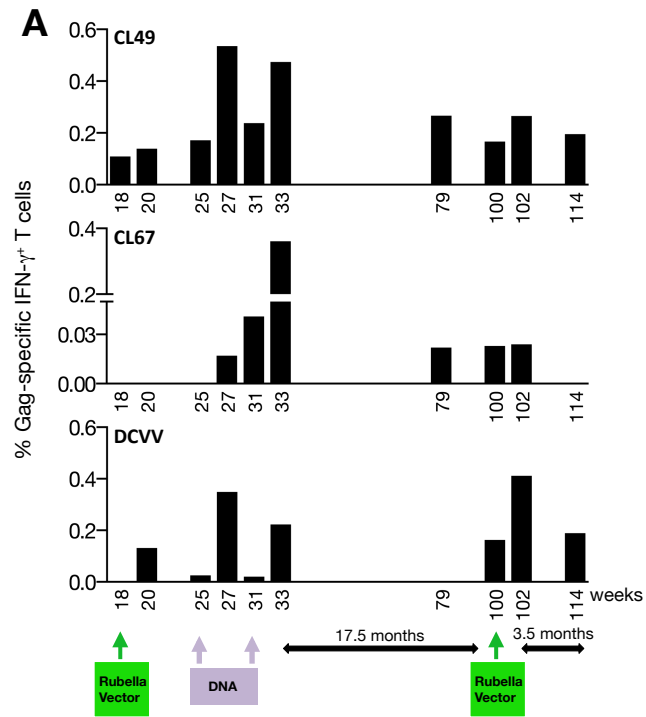 A
% Gag-specific IFN-γ+ T cells
CL49
0.6
0.4
0.2
0.0
18 20 25 27 31 33 79 100 102 114
CL67
0.4
0.2
0.03
0.00
18 20 25 27 31 33 79 100 102 114
DCVV
0.6
0.4
0.2
0.0
18 20 25 27 31 33 79 100 102 114 weeks
17.5 months 3.5 months
Rubella
Vector
DNA
Rubella
Vector